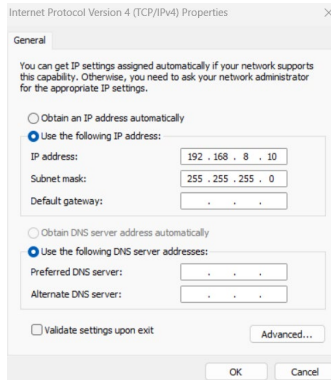 Internet Protocol Version 4 (TCP/IPv4) Properties
General
You can get IP settings assigned automatically if your network supports
this capability. Otherwise, you need to ask your network administrator
for the appropriate IP settings.
Obtain an IP address automatically
Use the following IP address:
IP address: 192 . 168 . 8 . 10
Subnet mask: 255 . 255 . 255 . 0
Default gateway: . . .
Obtain DNS server address automatically
Use the following DNS server addresses:
Preferred DNS server: . . .
Alternate DNS server: . . .
Validate settings upon exit
Advanced...
OK Cancel